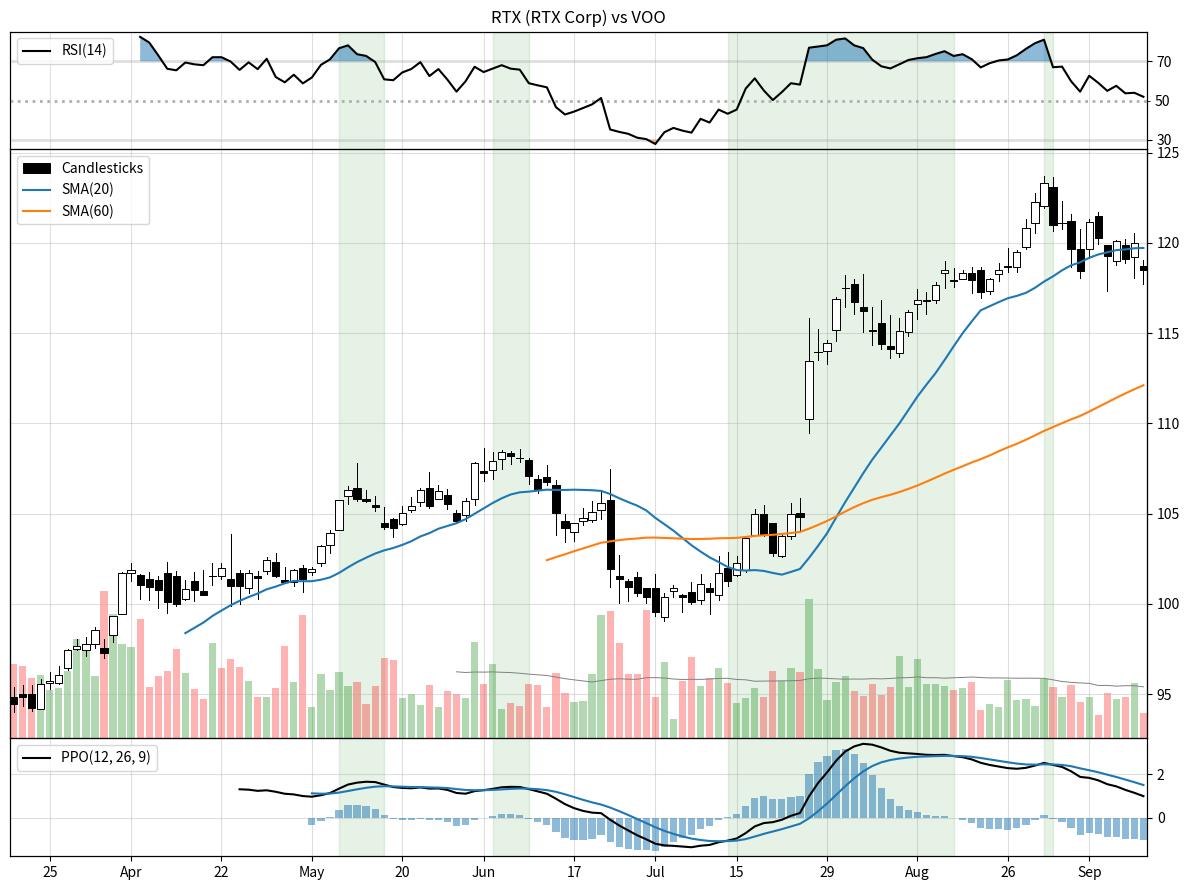 RTX (RTX Corp) vs VOO
RSI(14)
70
50
30
Candlesticks
SMA(20)
SMA(60)
125
120
115
110
105
100
95
PPO(12, 26, 9)
2
0
25 Apr 22 May 20 Jun 17 Jul 15 29 Aug 26 Sep